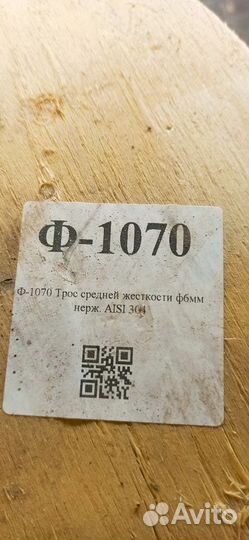 Ф-1070
Ф-1070 Трос средней жесткости ф6мм
нерж. AISI 304
Avito